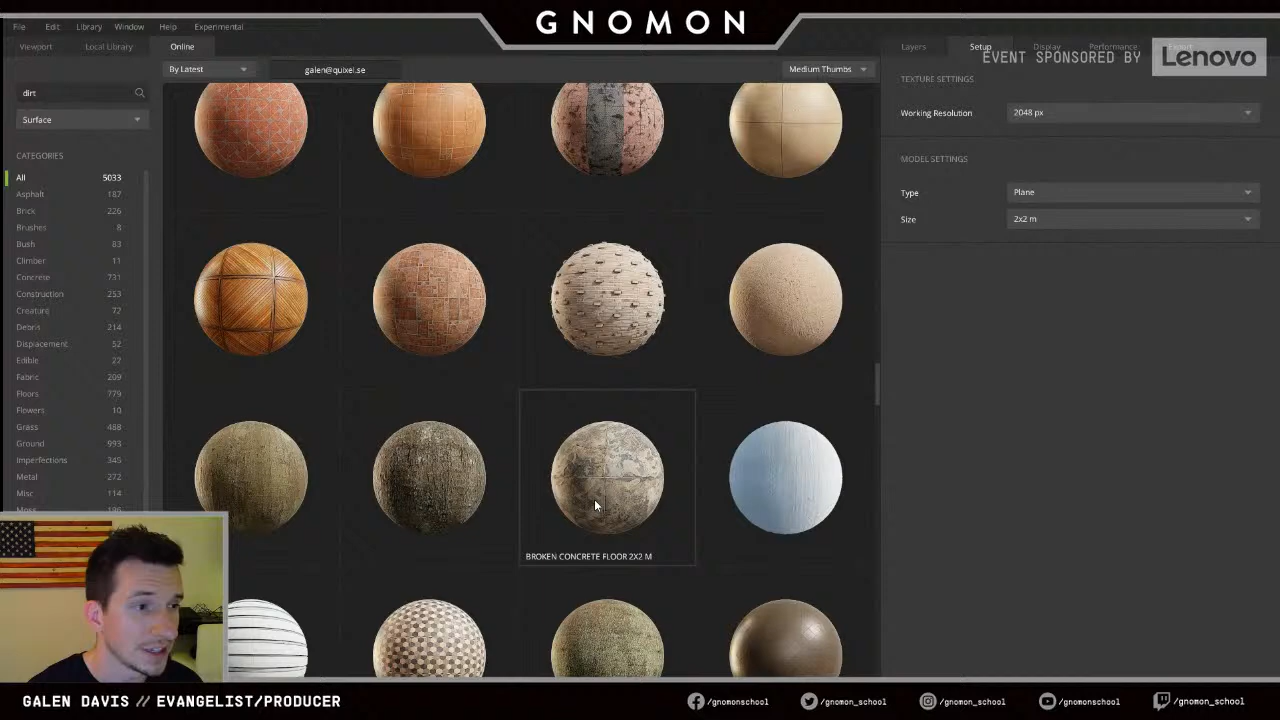 GNOMON
File Edit Library Window Help Experimental
Viewport Local Library Online
Layers Setup Display Performance
EVENT SPONSORED BY Lenovo
By Latest galen@quixel.se Medium Thumbs
TEXTURE SETTINGS
dirt
Working Resolution 2048 px
Surface
CATEGORIES
MODEL SETTINGS
All 5033
Asphalt 187
Type Plane
Brick 226
Size 2x2 m
Brushes 8
Bush 83
Climber 11
Concrete 731
Construction 253
Creature 72
Debris 214
Displacement 52
Edible 22
Fabric 209
Floors 779
Flowers 10
Grass 488
Ground 993
Imperfections 345
Metal 272
Misc 114
Moss 186
BROKEN CONCRETE FLOOR 2X2 M
GALEN DAVIS // EVANGELIST/PRODUCER
/gnomonschool /gnomon_school /gnomon_school /gnomonschool /gnomon_school